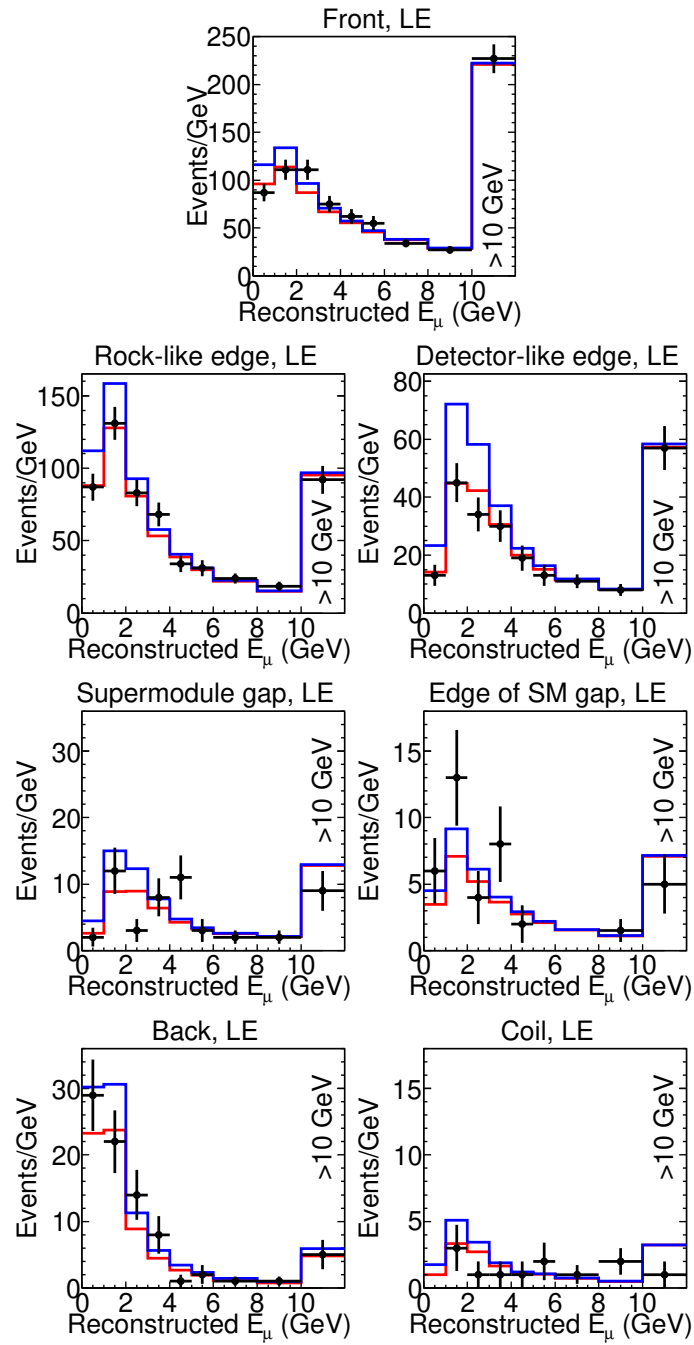 Front, LE
Events/GeV
250
200
150
100
50
0
>10 GeV
0 2 4 6 8 10
Reconstructed E_μ (GeV)
Rock-like edge, LE
Events/GeV
150
100
50
0
>10 GeV
0 2 4 6 8 10
Reconstructed E_μ (GeV)
Detector-like edge, LE
Events/GeV
80
60
40
20
0
>10 GeV
0 2 4 6 8 10
Reconstructed E_μ (GeV)
Supermodule gap, LE
Events/GeV
30
20
10
0
>10 GeV
0 2 4 6 8 10
Reconstructed E_μ (GeV)
Edge of SM gap, LE
Events/GeV
15
10
5
0
>10 GeV
0 2 4 6 8 10
Reconstructed E_μ (GeV)
Back, LE
Events/GeV
30
20
10
0
>10 GeV
0 2 4 6 8 10
Reconstructed E_μ (GeV)
Coil, LE
Events/GeV
15
10
5
0
>10 GeV
0 2 4 6 8 10
Reconstructed E_μ (GeV)